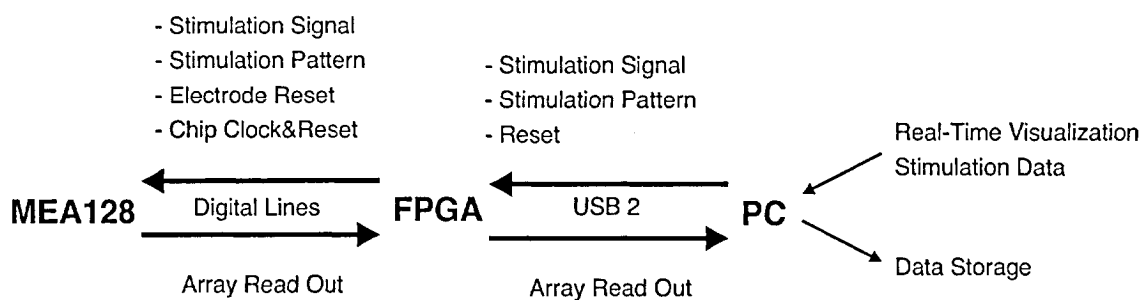 - Stimulation Signal
- Stimulation Pattern
- Electrode Reset
- Chip Clock&Reset
- Stimulation Signal
- Stimulation Pattern
- Reset
Real-Time Visualization
Stimulation Data
MEA128
Digital Lines
FPGA
USB 2
PC
Array Read Out
Array Read Out
Data Storage